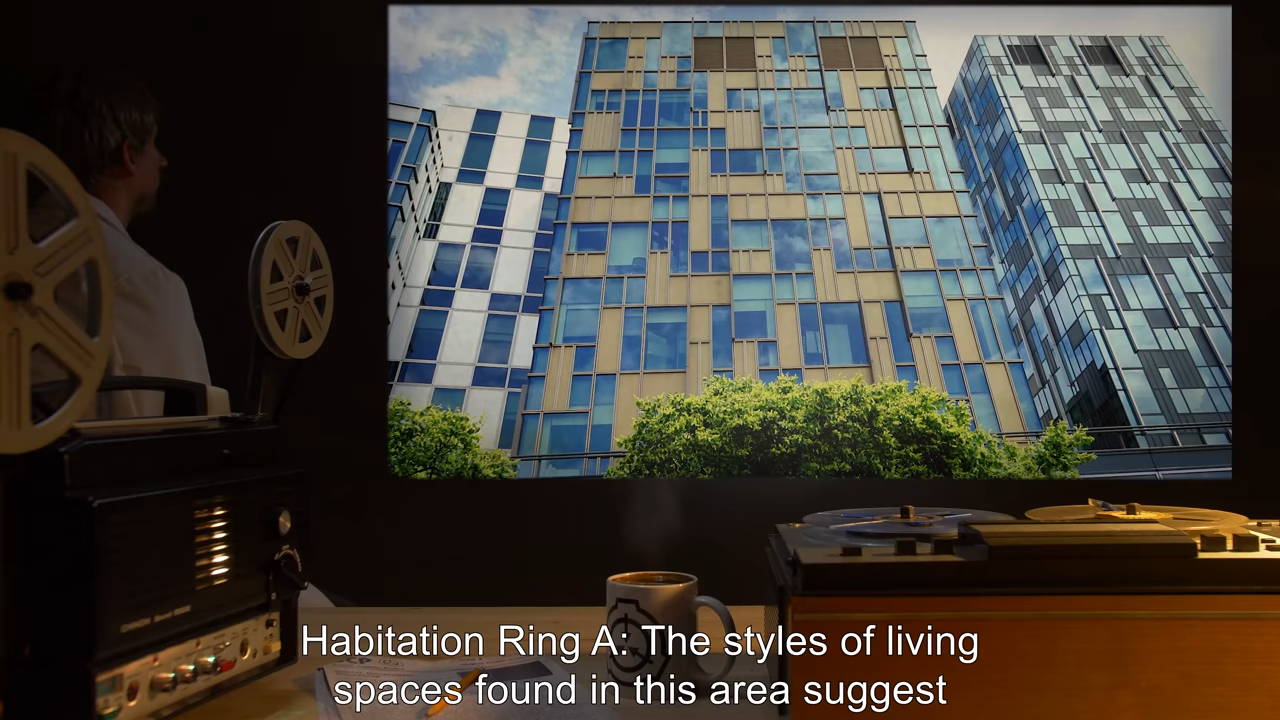 Habitation Ring A: The styles of living
spaces found in this area suggest